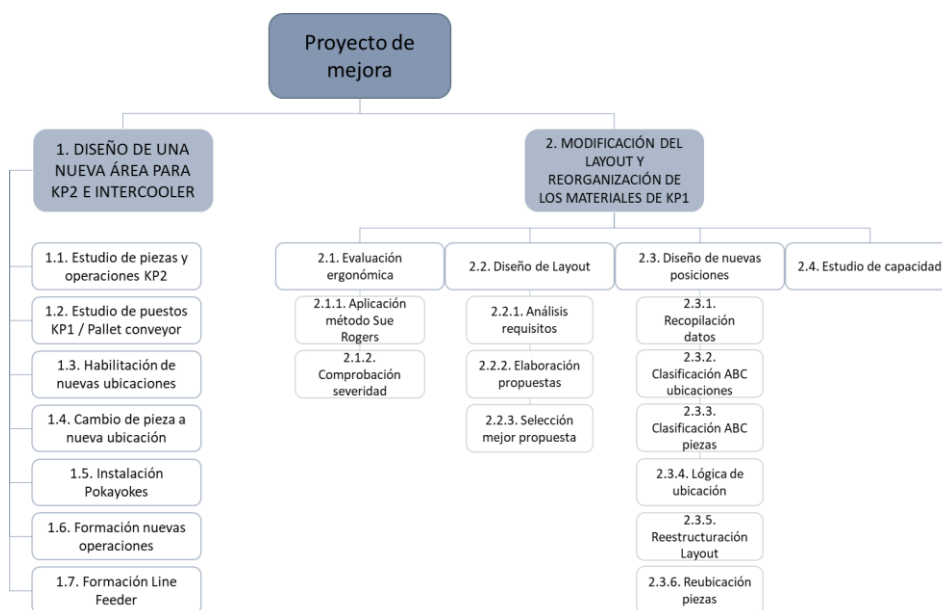 Proyecto de
mejora
1. DISEÑO DE UNA
NUEVA ÁREA PARA
KP2 E INTERCOOLER
1.1. Estudio de piezas y
operaciones KP2
1.2. Estudio de puestos
KP1 / Pallet conveyor
1.3. Habilitación de
nuevas ubicaciones
1.4. Cambio de pieza a
nueva ubicación
1.5. Instalación
Pokayokes
1.6. Formación nuevas
operaciones
1.7. Formación Line
Feeder
2. MODIFICACIÓN DEL
LAYOUT Y
REORGANIZACIÓN DE
LOS MATERIALES DE KP1
2.1. Evaluación
ergonómica
2.1.1. Aplicación
método Sue
Rogers
2.1.2.
Comprobación
severidad
2.2. Diseño de Layout
2.2.1. Análisis
requisitos
2.2.2. Elaboración
propuestas
2.2.3. Selección
mejor propuesta
2.3. Diseño de nuevas
posiciones
2.3.1.
Recopilación
datos
2.3.2.
Clasificación ABC
ubicaciones
2.3.3.
Clasificación ABC
piezas
2.3.4. Lógica de
ubicación
2.3.5.
Reestructuración
Layout
2.3.6. Reubicación
piezas
2.4. Estudio de capacidad